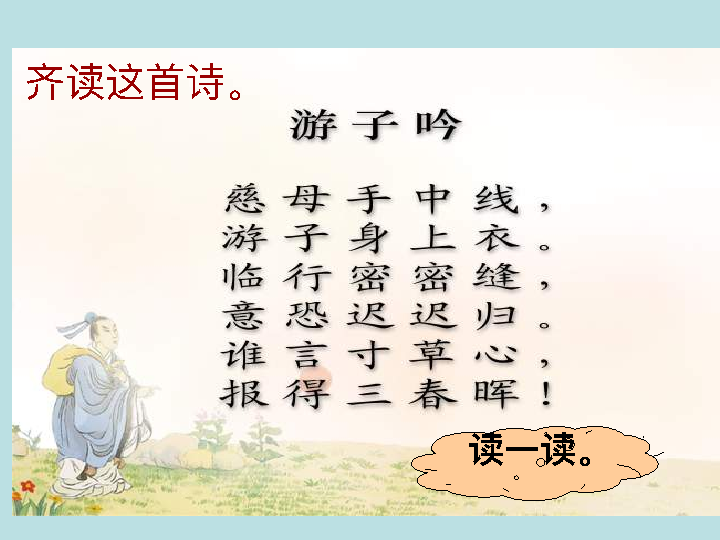 齐读这首诗。
游子吟
慈母手中线，
游子身上衣。
临行密密缝，
意恐迟迟归。
谁言寸草心，
报得三春晖！
读一读。